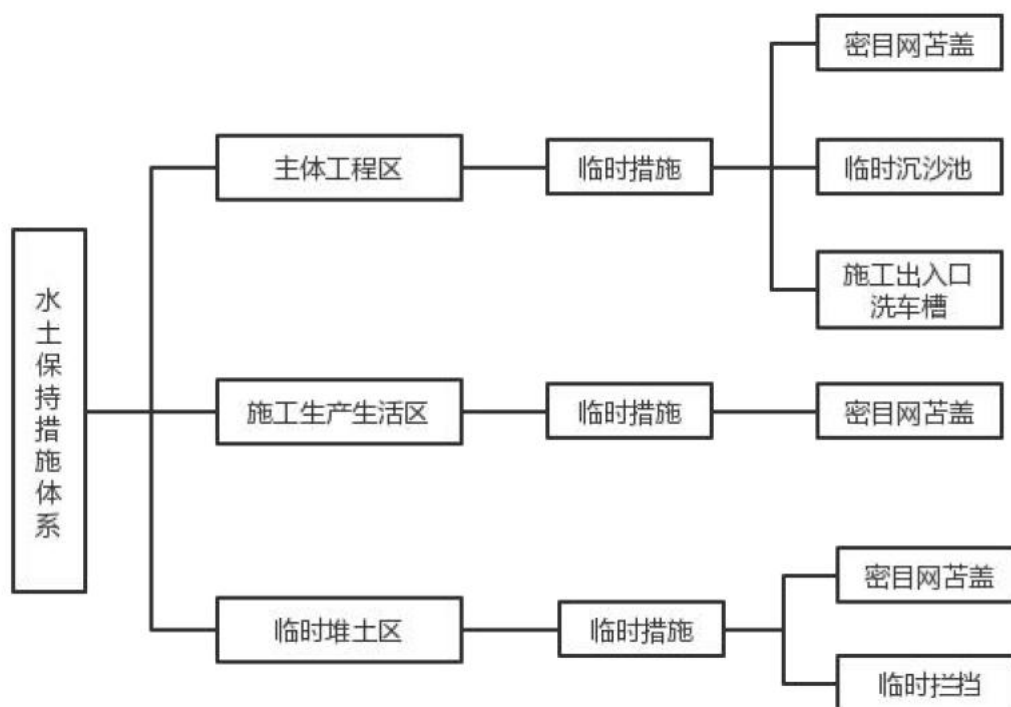 水土保持措施体系
主体工程区
临时措施
密目网苫盖
临时沉沙池
施工出入口
洗车槽
施工生产生活区
临时措施
密目网苫盖
临时堆土区
临时措施
密目网苫盖
临时拦挡